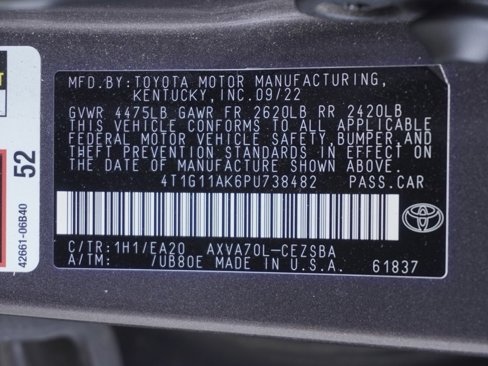 MFD.BY:TOYOTA MOTOR MANUFACTURING,
KENTUCKY,INC.09/22
GVWR 4475LB GAWR FR 2620LB RR 2420LB
THIS VEHICLE CONFORMS TO ALL APPLICABLE
FEDERAL MOTOR VEHICLE SAFETY,BUMPER,AND
THEFT PREVENTION STANDARDS IN EFFECT ON
THE DATE OF MANUFACTURE SHOWN ABOVE.
4T1G11AK6PU738482 PASS.CAR
C/TR:1H1/EA20 AXVA70L-CEZSBA
A/TM: 7UB80E MADE IN U.S.A. 61837
52
42661-06B40